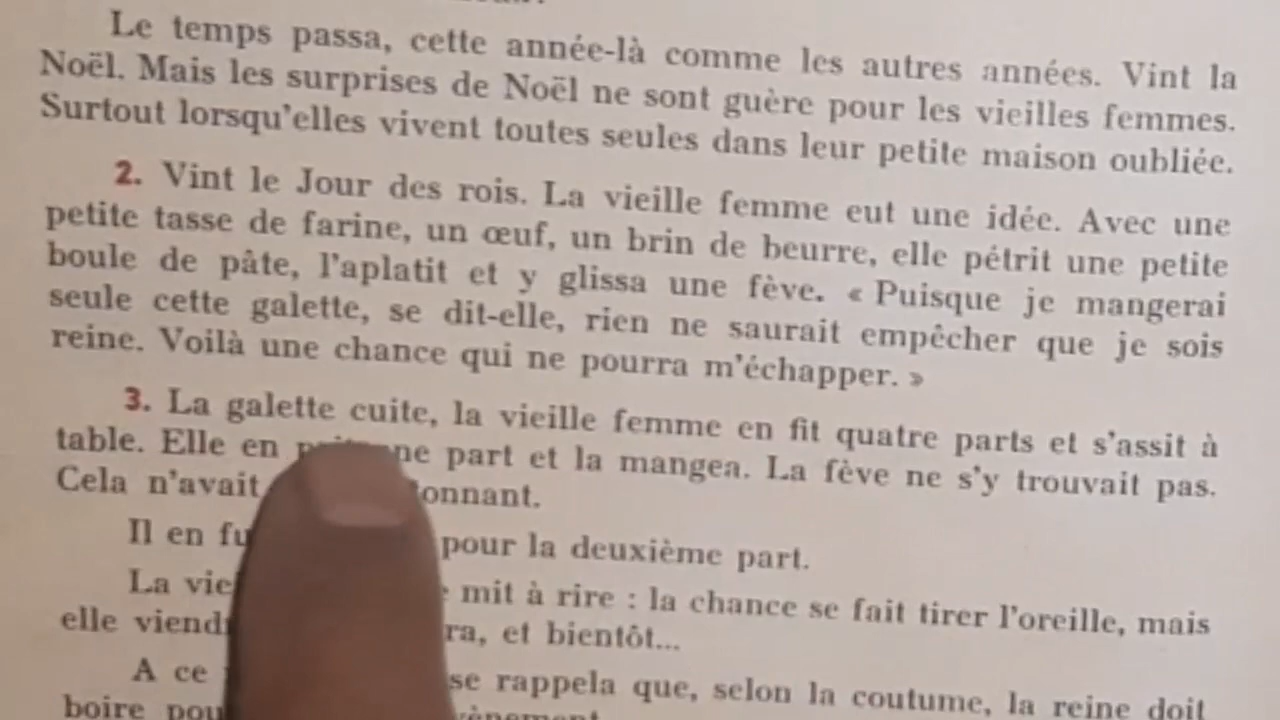 Le temps passa, cette année-là comme les autres années. Vint la
Noël. Mais les surprises de Noël ne sont guère pour les vieilles femmes.
Surtout lorsqu'elles vivent toutes seules dans leur petite maison oubliée.
2. Vint le Jour des rois. La vieille femme eut une idée. Avec une
petite tasse de farine, un œuf, un brin de beurre, elle pétrit une petite
boule de pâte, l'aplatit et y glissa une fève. « Puisque je mangerai
seule cette galette, se dit-elle, rien ne saurait empêcher que je sois
reine. Voilà une chance qui ne pourra m'échapper. »
3. La galette cuite, la vieille femme en fit quatre parts et s'assit à
table. Elle en part et la mangea. La fève ne s'y trouvait pas.
Cela n'avait
Il en pour la deuxième part.
La mit à rire : la chance se fait tirer l'oreille, mais
elle et bientôt...
A ce se rappela que, selon la coutume, la reine doit
boire